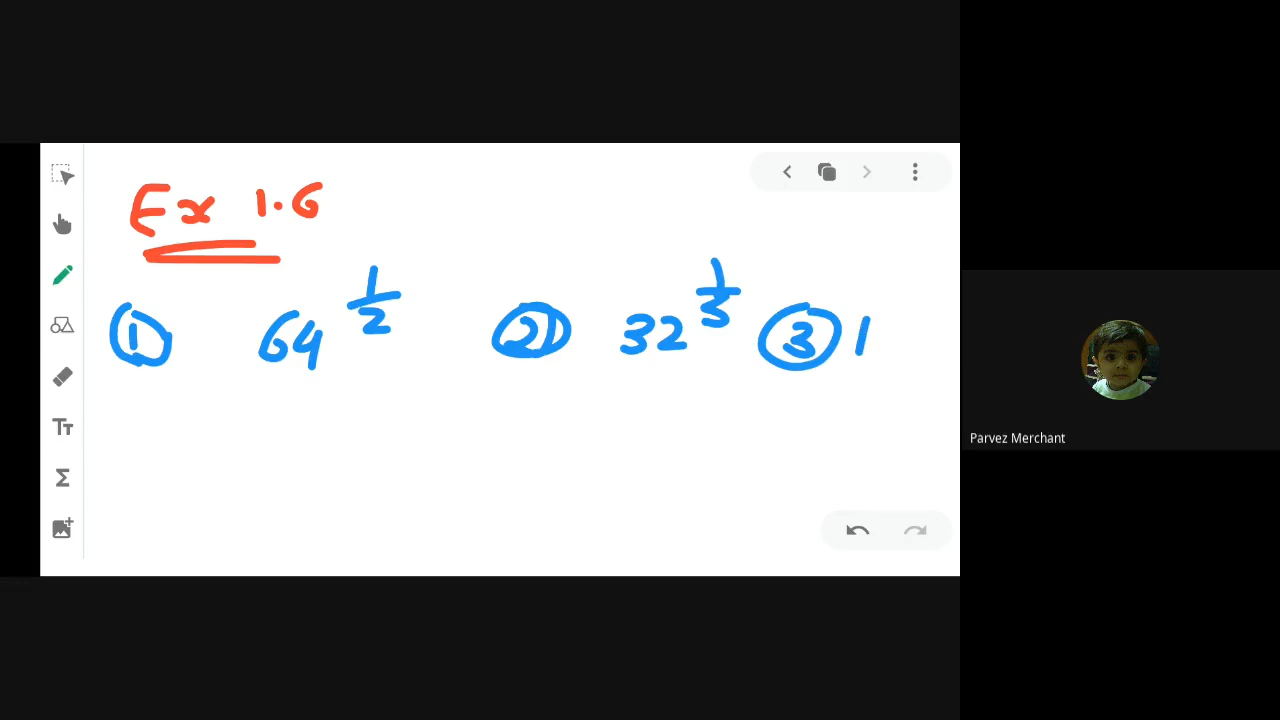 Ex 1.6
① 64^{1/2} ② 32^{1/5} ③ 1
Parvez Merchant